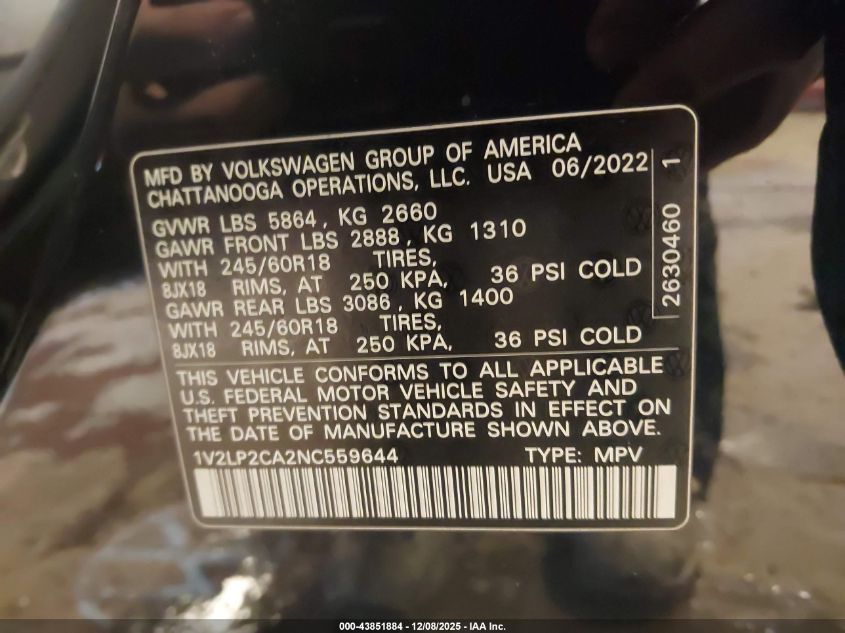 MFD BY VOLKSWAGEN GROUP OF AMERICA
CHATTANOOGA OPERATIONS, LLC. USA 06/2022
GVWR LBS 5864, KG 2660
GAWR FRONT LBS 2888, KG 1310
WITH 245/60R18 TIRES,
8JX18 RIMS, AT 250 KPA, 36 PSI COLD
GAWR REAR LBS 3086, KG 1400
WITH 245/60R18 TIRES,
8JX18 RIMS, AT 250 KPA, 36 PSI COLD
2630460 1
THIS VEHICLE CONFORMS TO ALL APPLICABLE
U.S. FEDERAL MOTOR VEHICLE SAFETY AND
THEFT PREVENTION STANDARDS IN EFFECT ON
THE DATE OF MANUFACTURE SHOWN ABOVE.
1V2LP2CA2NC559644 TYPE: MPV
000-43851884 - 12/08/2025 - IAA Inc.